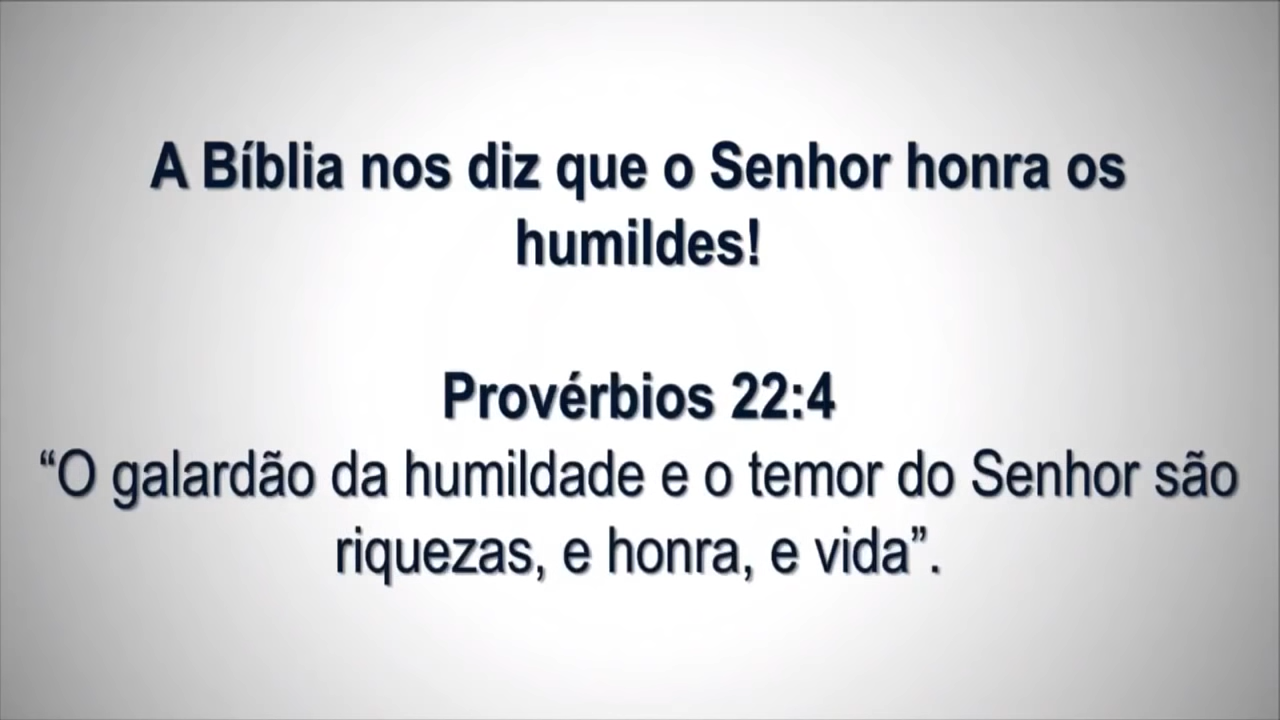 A Bíblia nos diz que o Senhor honra os
humildes!
Provérbios 22:4
“O galardão da humildade e o temor do Senhor são
riquezas, e honra, e vida”.